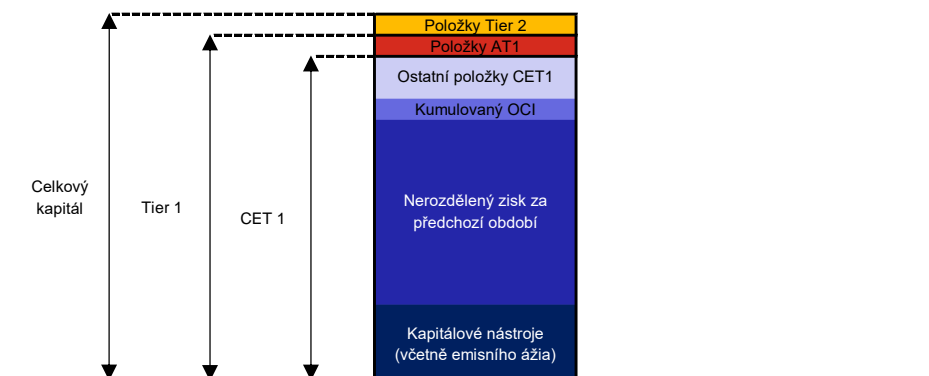 Položky Tier 2
Položky AT1
Ostatní položky CET1
Kumulovaný OCI
Celkový
kapitál
Tier 1
CET 1
Nerozdělený zisk za
předchozí období
Kapitálové nástroje
(včetně emisního ážia)